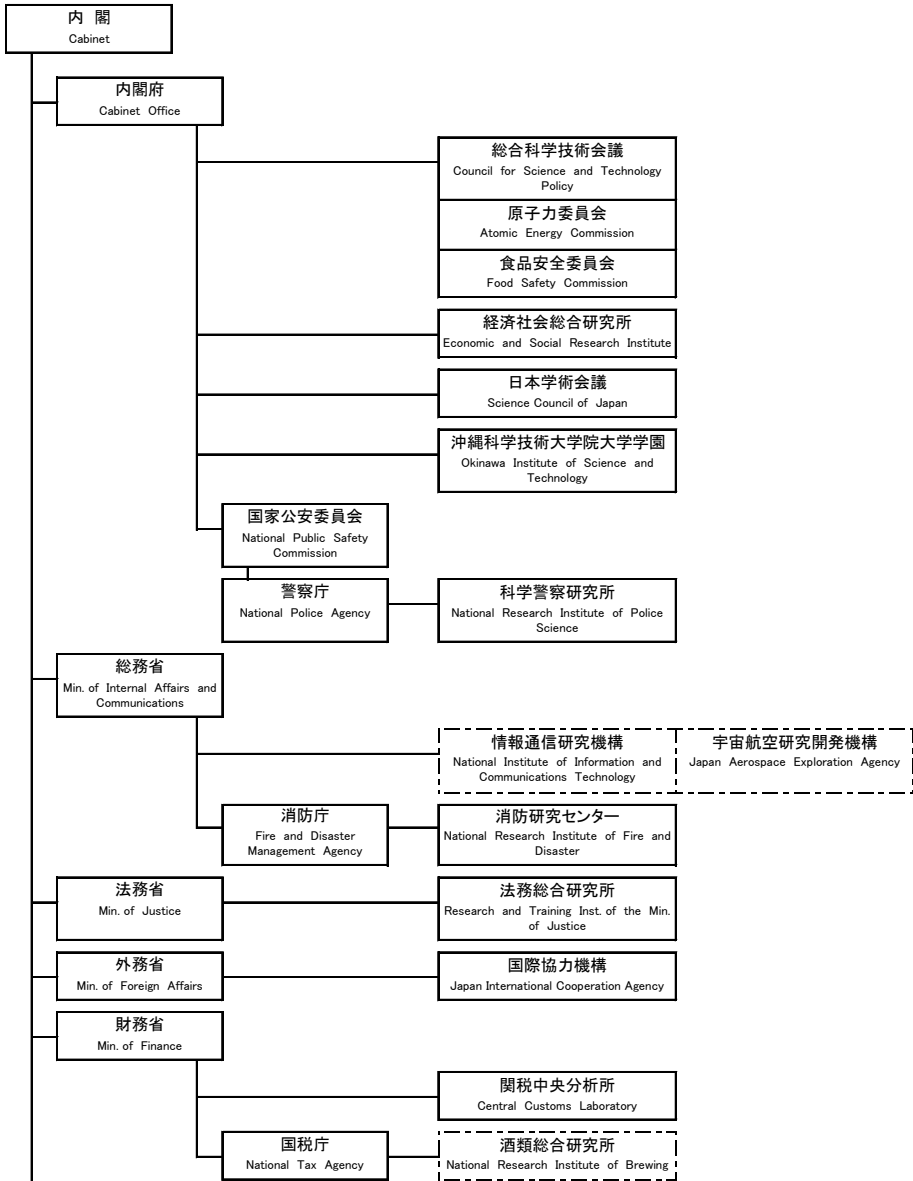 内 閣
Cabinet
内閣府
Cabinet Office
総合科学技術会議
Council for Science and Technology
Policy
原子力委員会
Atomic Energy Commission
食品安全委員会
Food Safety Commission
経済社会総合研究所
Economic and Social Research Institute
日本学術会議
Science Council of Japan
沖縄科学技術大学院大学学園
Okinawa Institute of Science and
Technology
国家公安委員会
National Public Safety
Commission
警察庁
National Police Agency
科学警察研究所
National Research Institute of Police
Science
総務省
Min. of Internal Affairs and
Communications
情報通信研究機構
National Institute of Information and
Communications Technology
宇宙航空研究開発機構
Japan Aerospace Exploration Agency
消防庁
Fire and Disaster
Management Agency
消防研究センター
National Research Institute of Fire and
Disaster
法務省
Min. of Justice
法務総合研究所
Research and Training Inst. of the Min.
of Justice
外務省
Min. of Foreign Affairs
国際協力機構
Japan International Cooperation Agency
財務省
Min. of Finance
関税中央分析所
Central Customs Laboratory
国税庁
National Tax Agency
酒類総合研究所
National Research Institute of Brewing